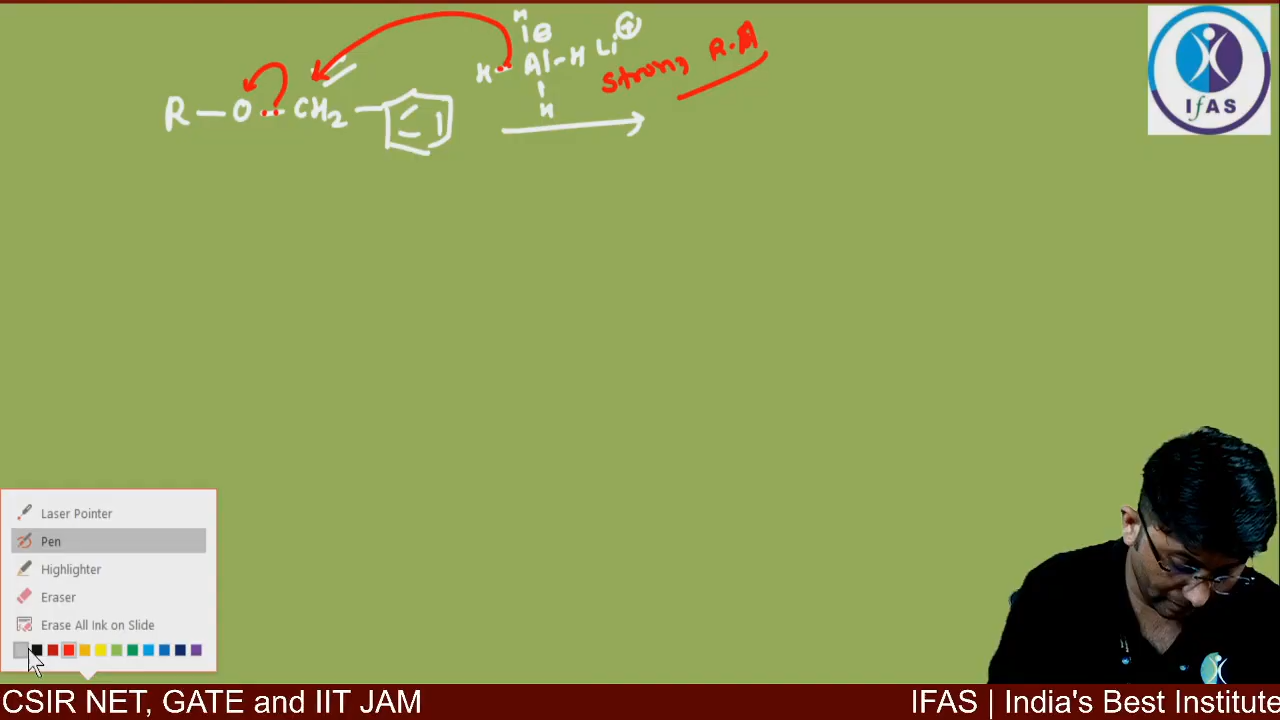 H
H Al H Li
H
strong R.A
R O CH2
IfAS
Laser Pointer
Pen
Highlighter
Eraser
Erase All Ink on Slide
CSIR NET, GATE and IIT JAM
IFAS | India's Best Institute